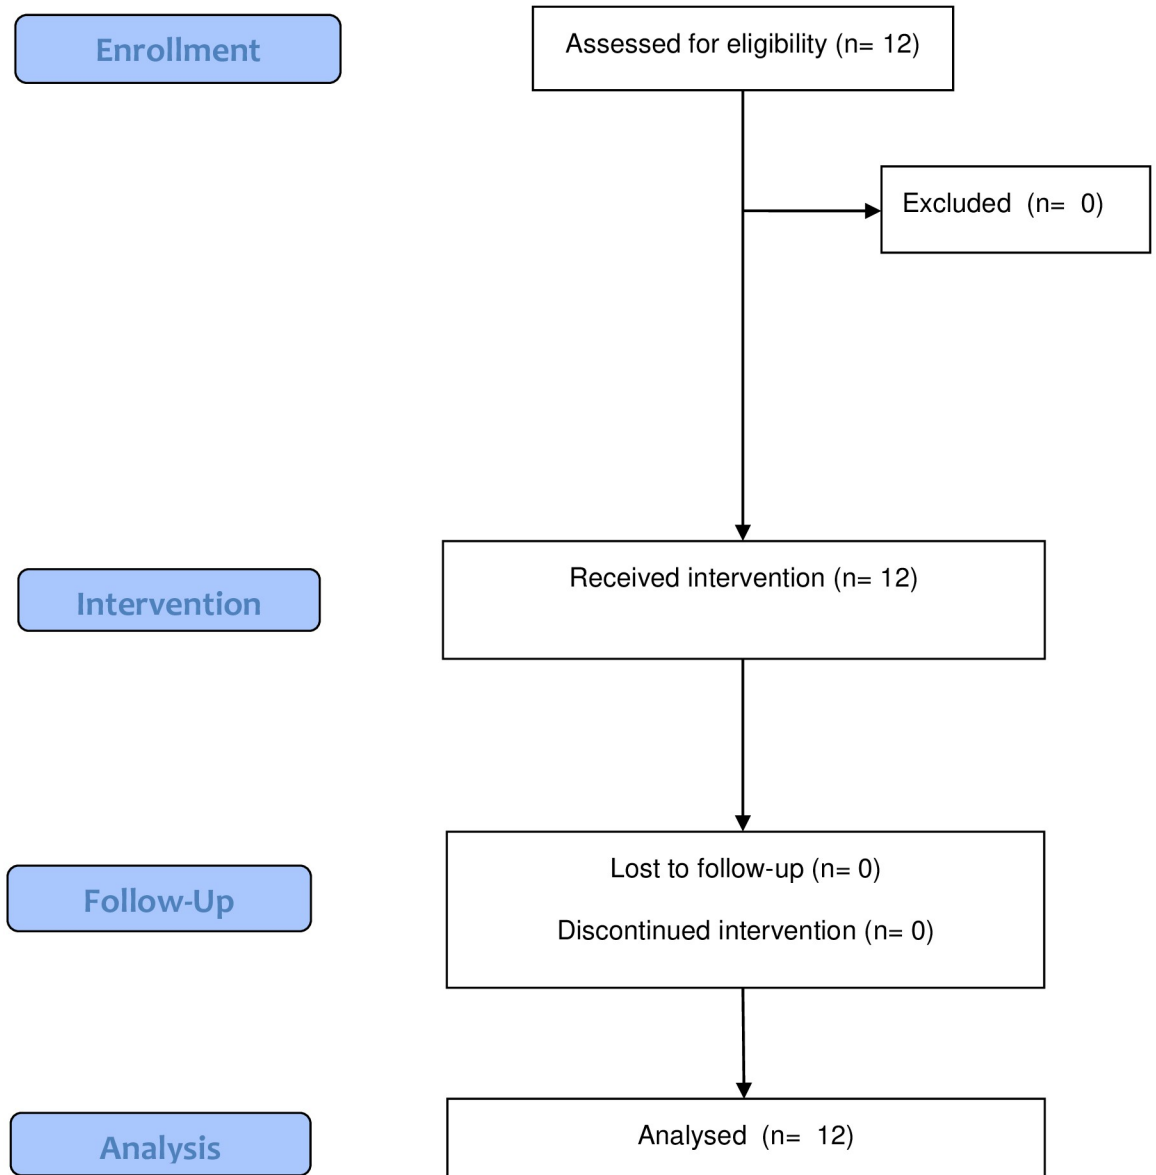 Enrollment
Assessed for eligibility (n= 12)
Excluded  (n=  0)
Intervention
Received intervention (n= 12)
Follow-Up
Lost to follow-up (n= 0)
Discontinued intervention (n= 0)
Analysis
Analysed  (n=  12)